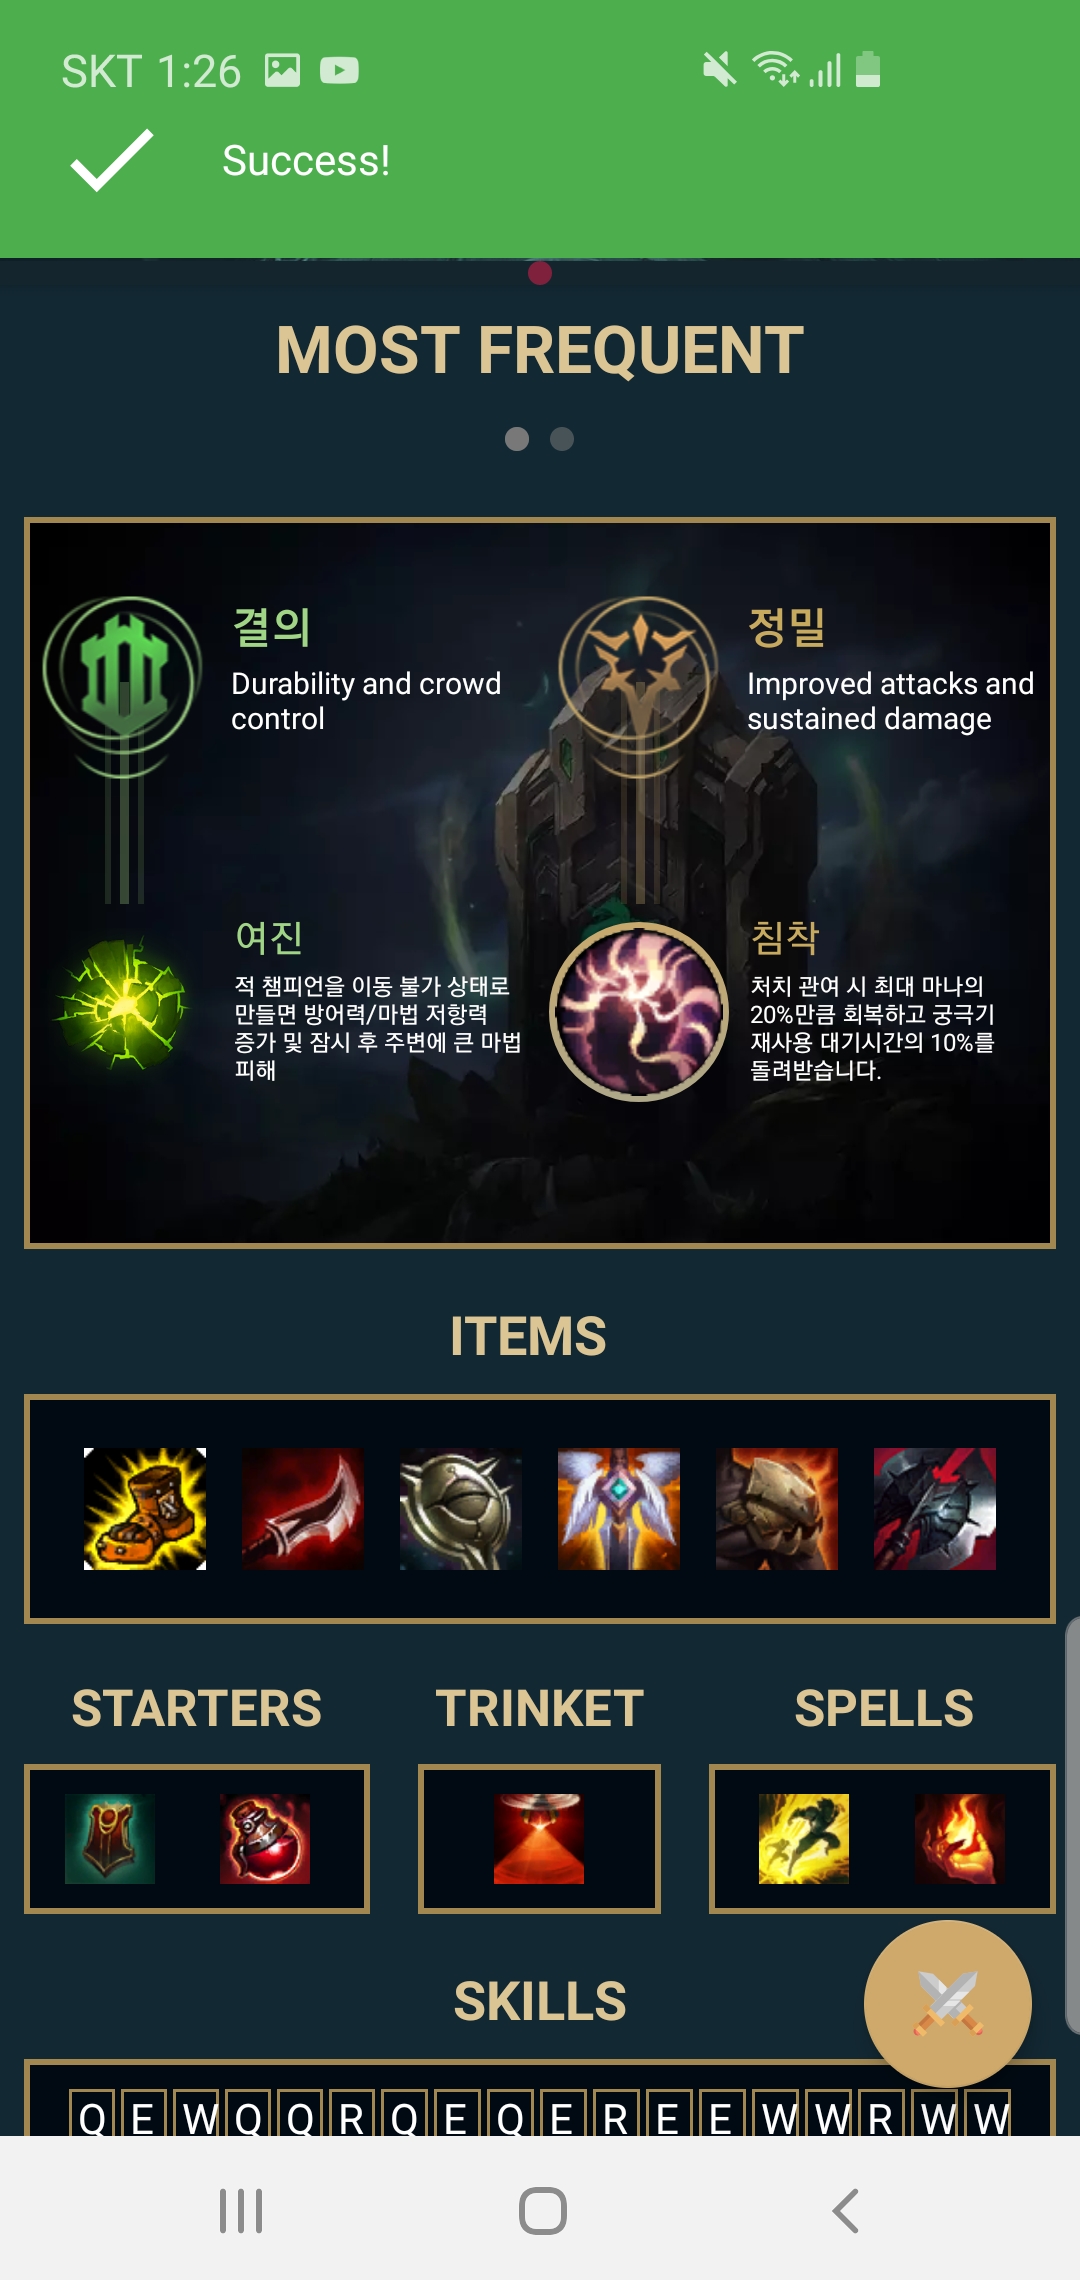 SKT 1:26
Success!
MOST FREQUENT
결의
Durability and crowd
control
정밀
Improved attacks and
sustained damage
여진
적 챔피언을 이동 불가 상태로
만들면 방어력/마법 저항력
증가 및 잠시 후 주변에 큰 마법
피해
침착
처치 관여 시 최대 마나의
20%만큼 회복하고 궁극기
재사용 대기시간의 10%를
돌려받습니다.
ITEMS
STARTERS
TRINKET
SPELLS
SKILLS
Q E W Q Q R Q E Q E R E E W W R W W